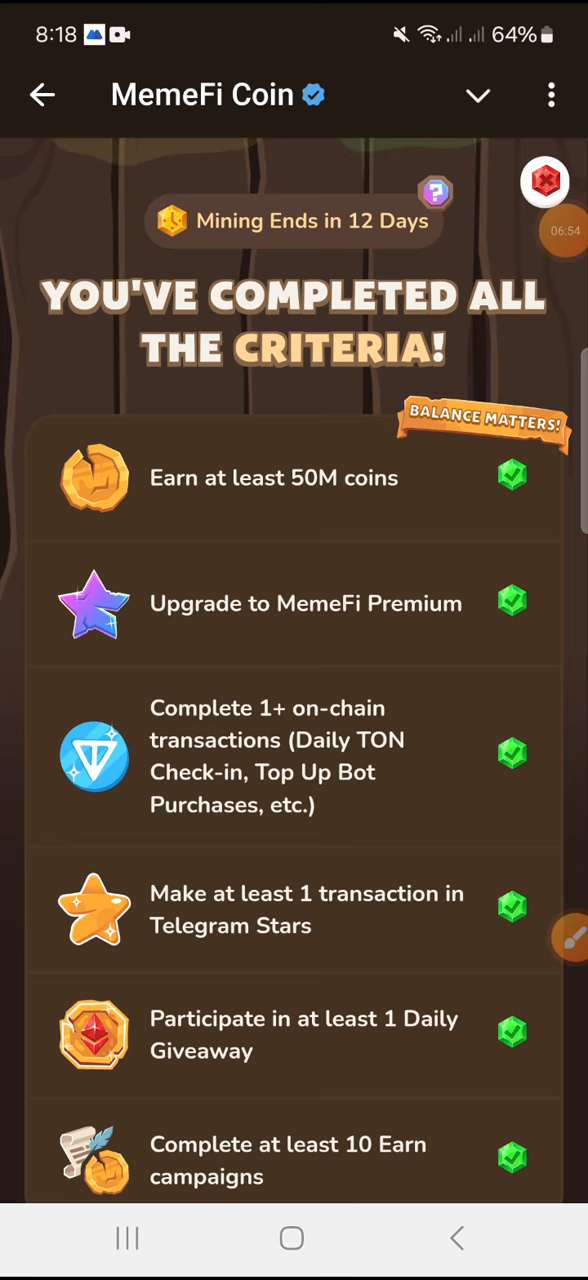 8:18
64%
MemeFi Coin
?
Mining Ends in 12 Days
06:54
YOU'VE COMPLETED ALL
THE CRITERIA!
BALANCE MATTERS!
Earn at least 50M coins
Upgrade to MemeFi Premium
Complete 1+ on-chain
transactions (Daily TON
Check-in, Top Up Bot
Purchases, etc.)
Make at least 1 transaction in
Telegram Stars
Participate in at least 1 Daily
Giveaway
Complete at least 10 Earn
campaigns